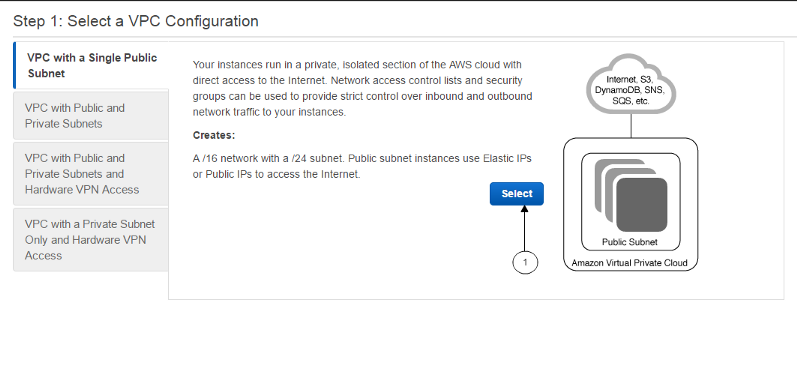 Step 1: Select a VPC Configuration
VPC with a Single Public
Subnet
VPC with Public and
Private Subnets
VPC with Public and
Private Subnets and
Hardware VPN Access
VPC with a Private Subnet
Only and Hardware VPN
Access
Your instances run in a private, isolated section of the AWS cloud with
direct access to the Internet. Network access control lists and security
groups can be used to provide strict control over inbound and outbound
network traffic to your instances.
Creates:
A /16 network with a /24 subnet. Public subnet instances use Elastic IPs
or Public IPs to access the Internet.
Select
1
Internet, S3,
DynamoDB, SNS,
SQS, etc.
Public Subnet
Amazon Virtual Private Cloud